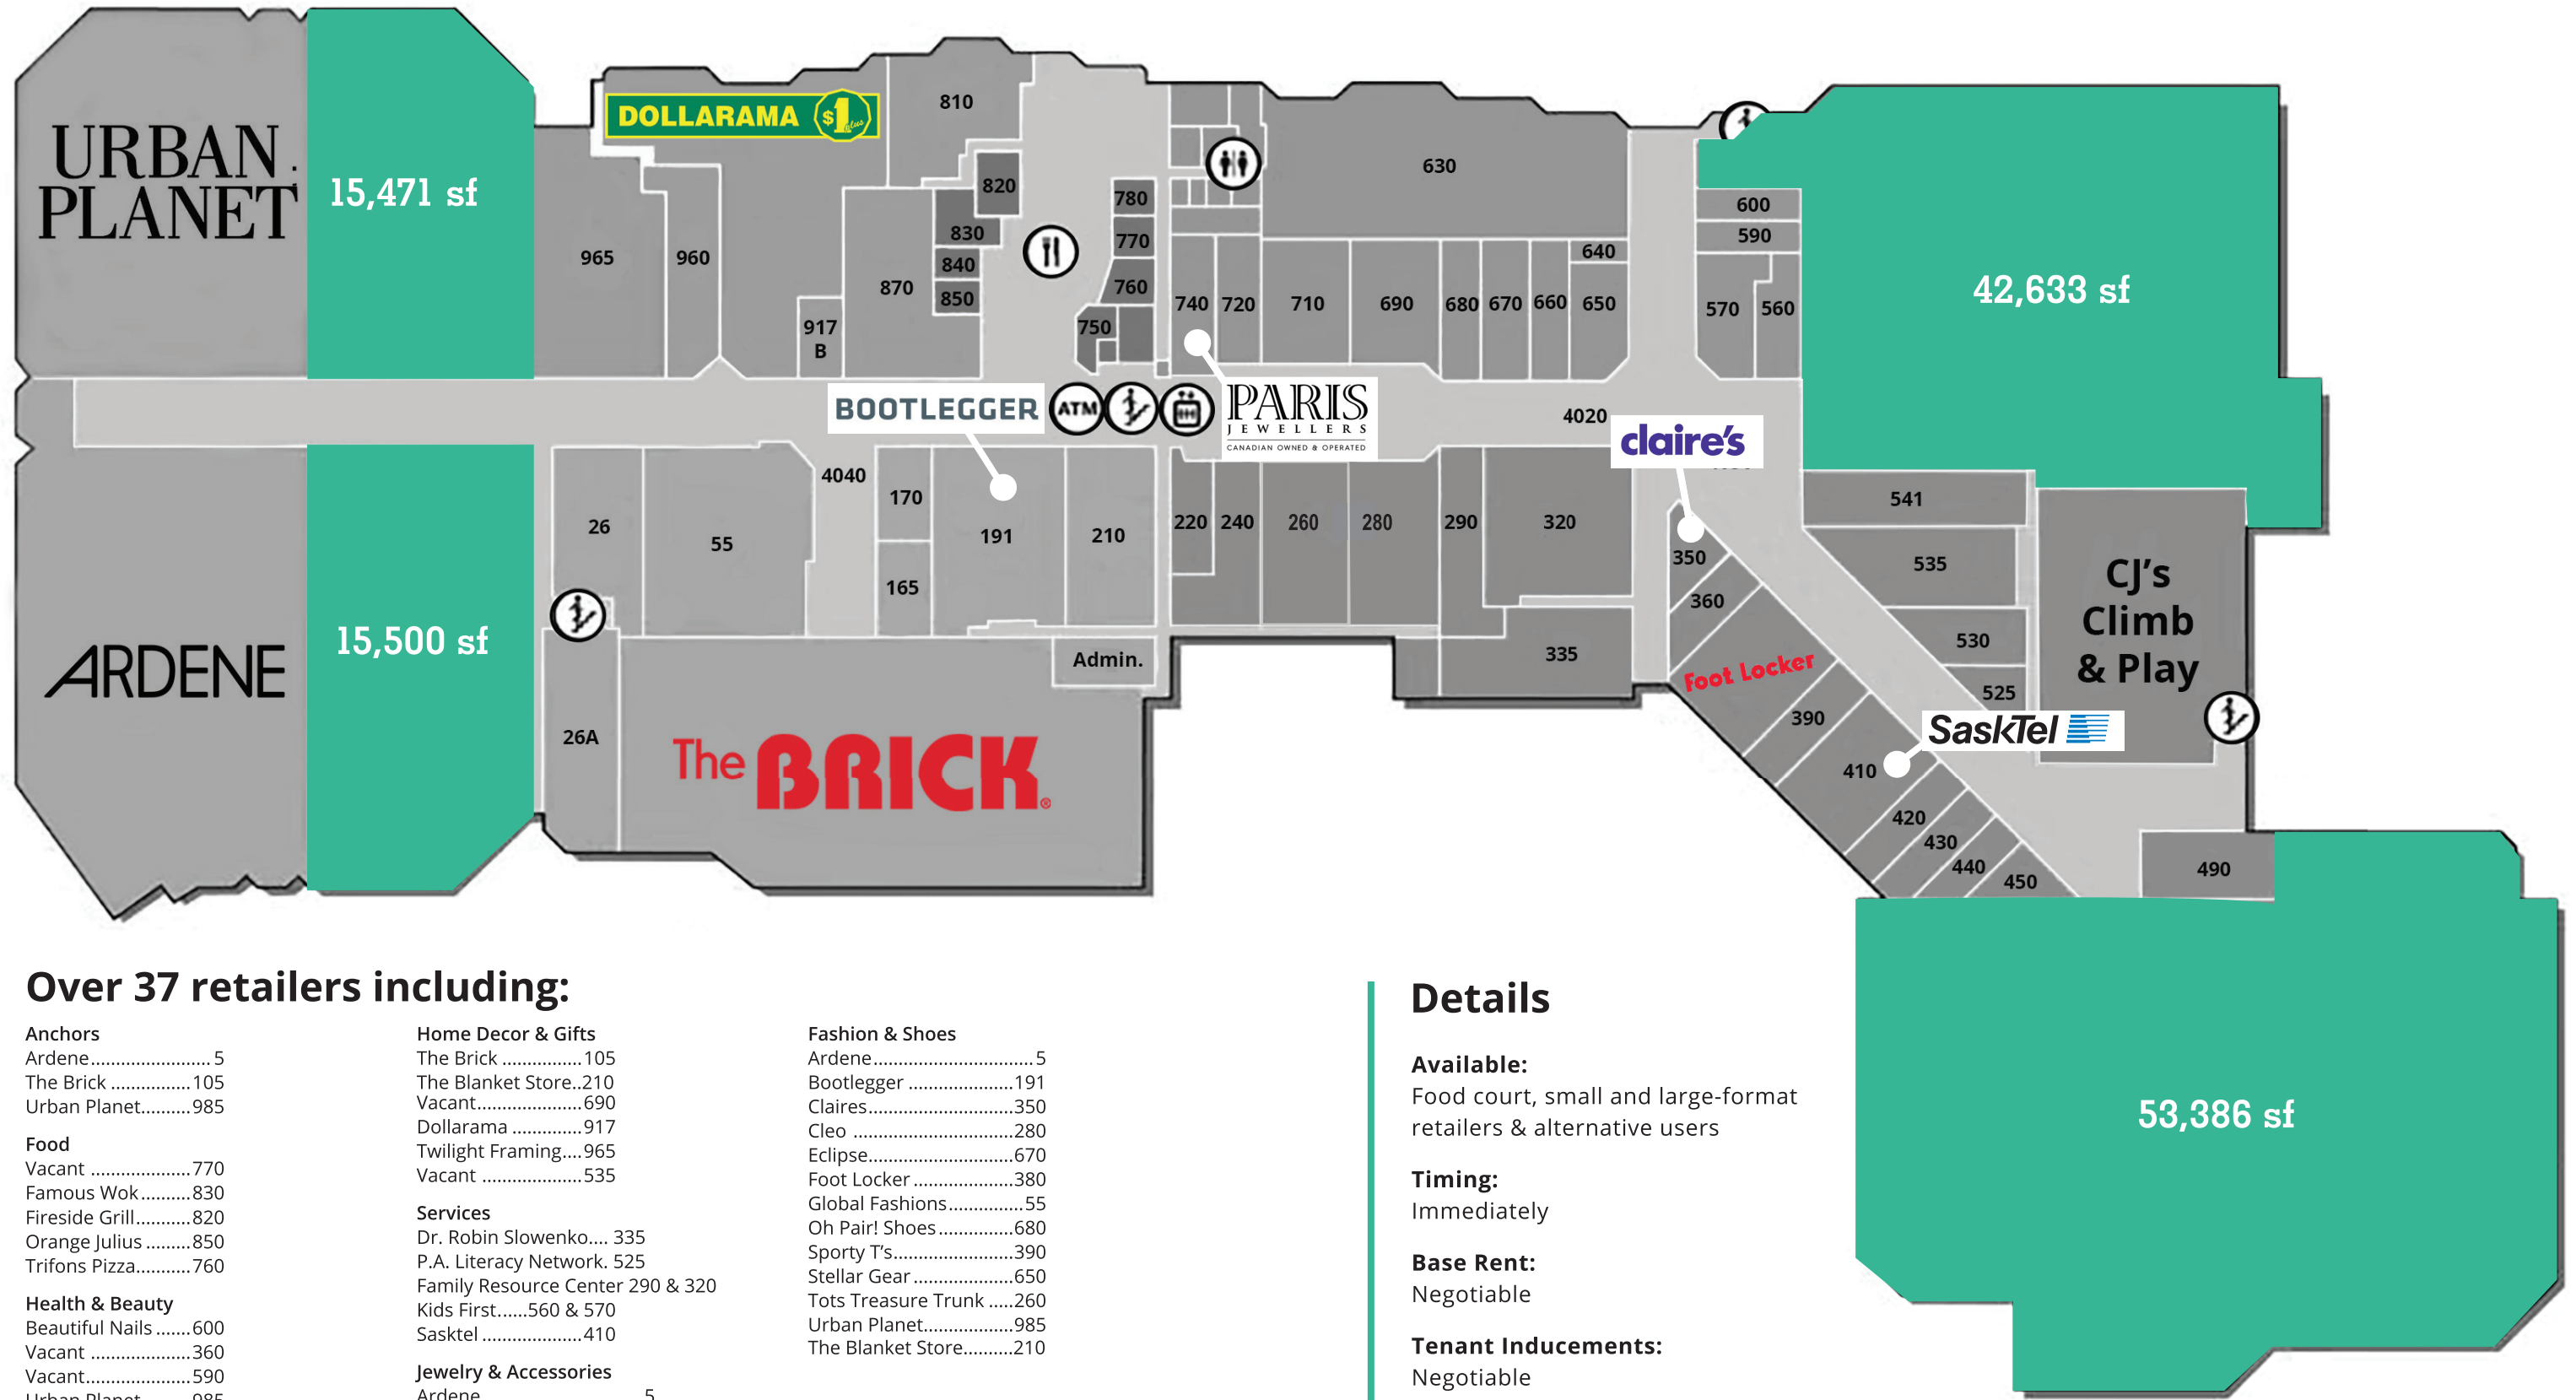 URBAN
PLANET
15,471 sf
DOLLARAMA $1 plus
810
820
830
840
850
870
965
960
917
B
780
770
760
750
740
720
710
690
680
670
660
650
640
630
600
590
570
560
42,633 sf
BOOTLEGGER
ATM
PARIS
JEWELLERS
CANADIAN OWNED & OPERATED
4020
claire's
ARDENE
15,500 sf
26
55
4040
170
165
191
210
220
240
260
280
290
320
335
350
360
Foot Locker
390
410
420
430
440
450
541
535
530
525
SaskTel
CJ's
Climb
& Play
490
26A
The BRICK®
Admin.
53,386 sf
Over 37 retailers including:
Anchors
Ardene........................ 5
The Brick ................105
Urban Planet..........985
Food
Vacant ....................770
Famous Wok..........830
Fireside Grill...........820
Orange Julius .........850
Trifons Pizza...........760
Health & Beauty
Beautiful Nails .......600
Vacant ....................360
Vacant.....................590
Urban Planet..........985
Home Decor & Gifts
The Brick ................105
The Blanket Store..210
Vacant.....................690
Dollarama ..............917
Twilight Framing....965
Vacant ....................535
Services
Dr. Robin Slowenko.... 335
P.A. Literacy Network. 525
Family Resource Center 290 & 320
Kids First......560 & 570
Sasktel ....................410
Jewelry & Accessories
Ardene 5
Fashion & Shoes
Ardene................................5
Bootlegger .....................191
Claires.............................350
Cleo ................................280
Eclipse.............................670
Foot Locker ....................380
Global Fashions...............55
Oh Pair! Shoes ...............680
Sporty T's........................390
Stellar Gear ....................650
Tots Treasure Trunk .....260
Urban Planet...................985
The Blanket Store..........210
Details
Available:
Food court, small and large-format
retailers & alternative users
Timing:
Immediately
Base Rent:
Negotiable
Tenant Inducements:
Negotiable